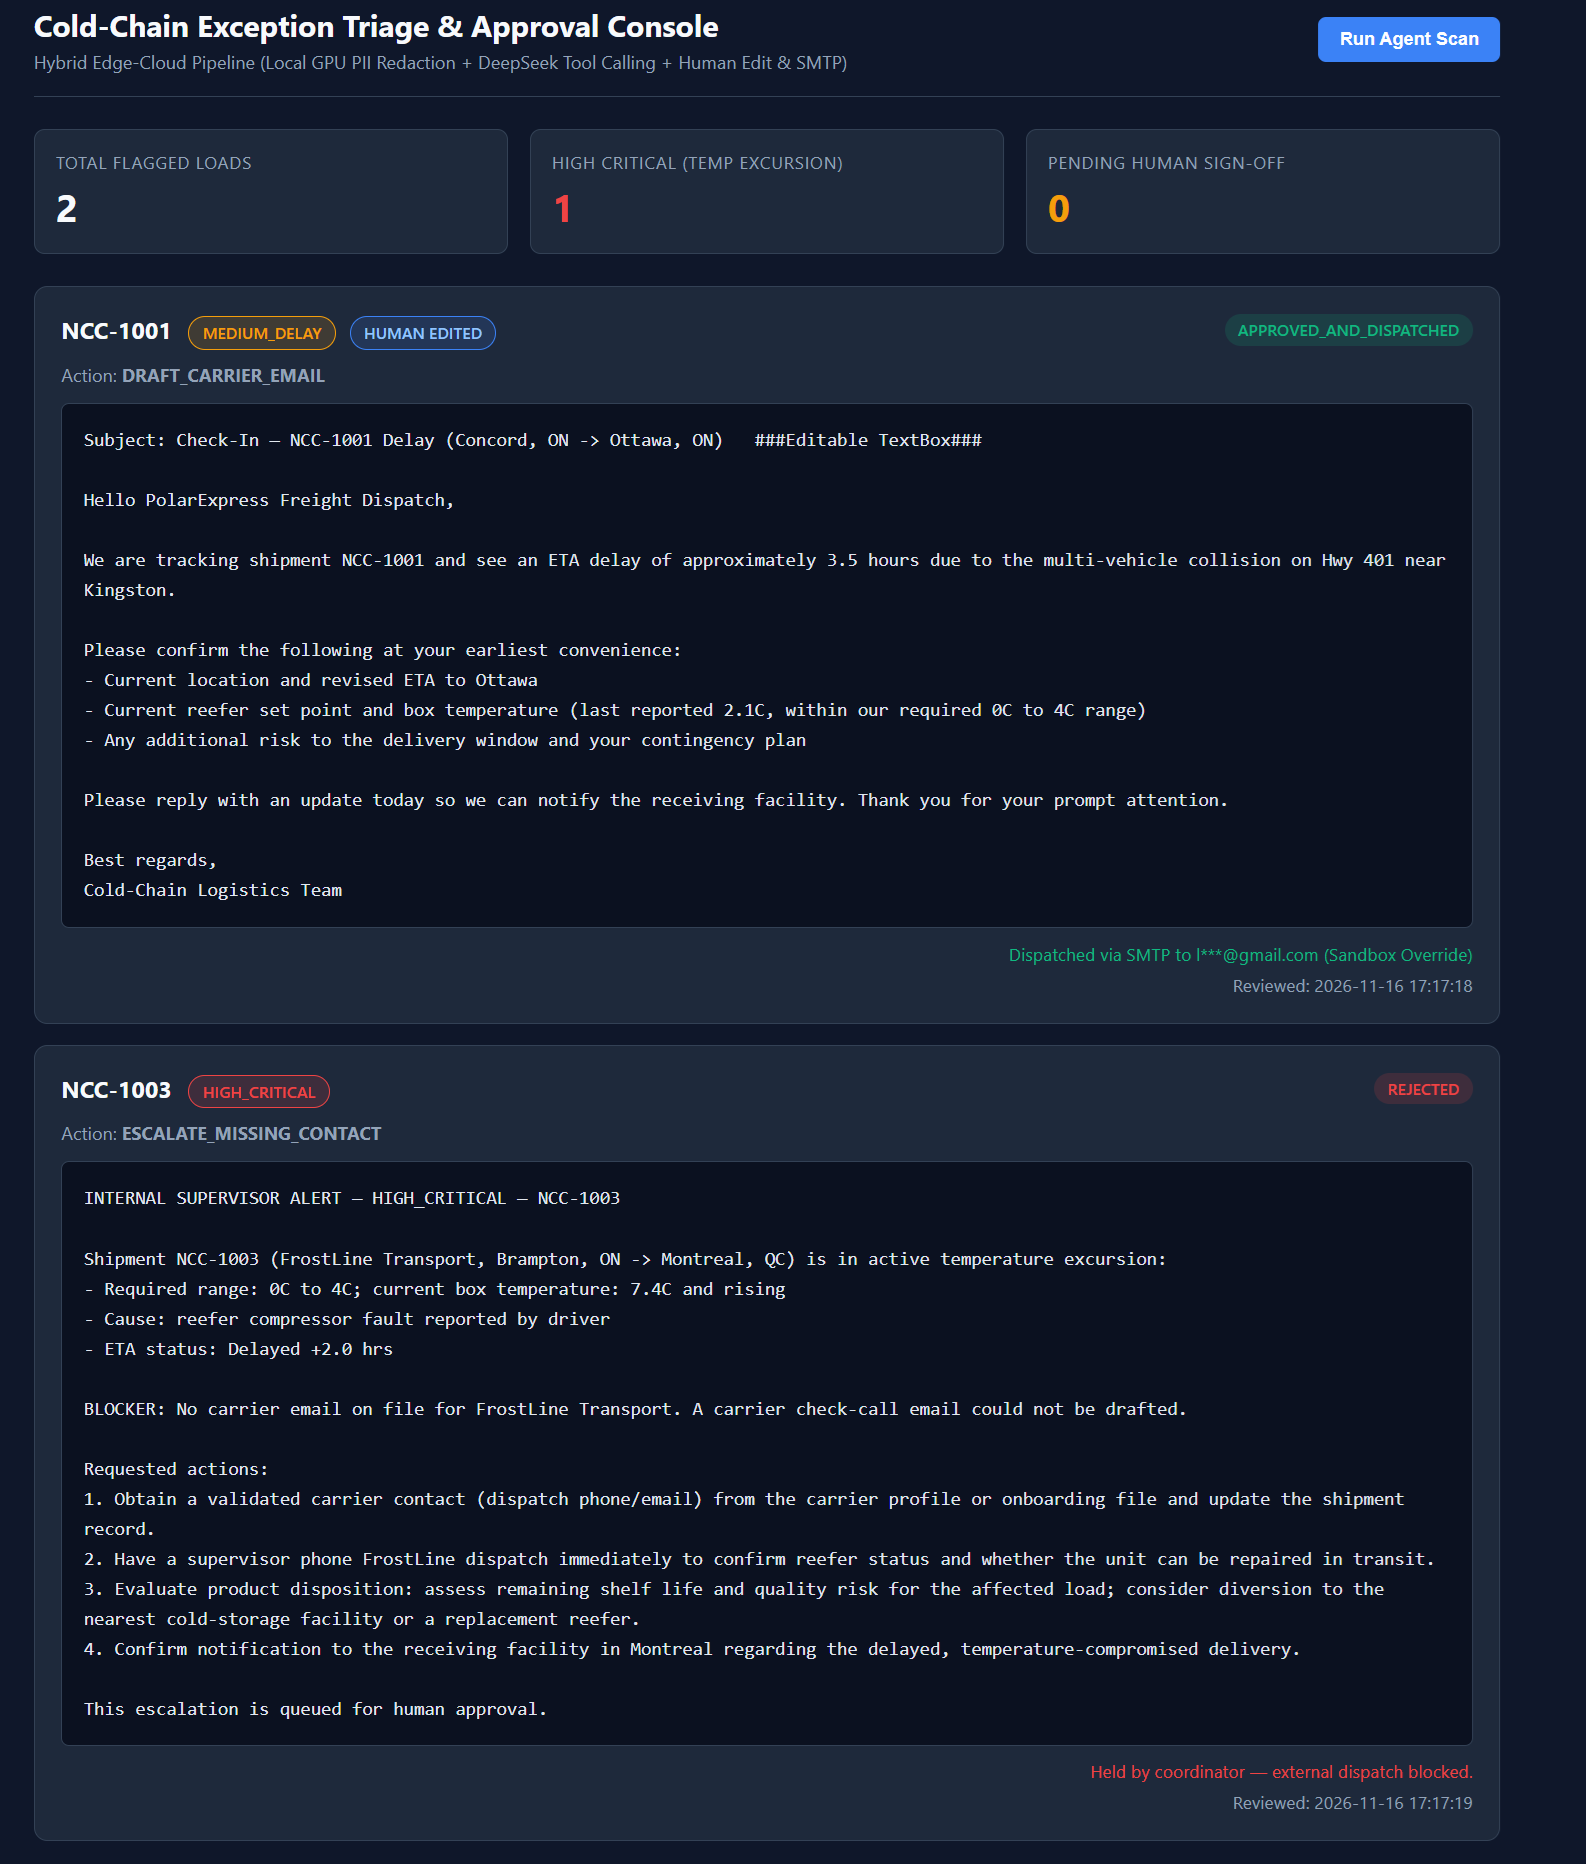 Cold-Chain Exception Triage & Approval Console
Run Agent Scan
Hybrid Edge-Cloud Pipeline (Local GPU PII Redaction + DeepSeek Tool Calling + Human Edit & SMTP)
TOTAL FLAGGED LOADS
2
HIGH CRITICAL (TEMP EXCURSION)
1
PENDING HUMAN SIGN-OFF
0
NCC-1001 MEDIUM_DELAY HUMAN EDITED APPROVED_AND_DISPATCHED
Action: DRAFT_CARRIER_EMAIL
Subject: Check-In — NCC-1001 Delay (Concord, ON -> Ottawa, ON)   ###Editable TextBox###
Hello PolarExpress Freight Dispatch,
We are tracking shipment NCC-1001 and see an ETA delay of approximately 3.5 hours due to the multi-vehicle collision on Hwy 401 near
Kingston.
Please confirm the following at your earliest convenience:
- Current location and revised ETA to Ottawa
- Current reefer set point and box temperature (last reported 2.1C, within our required 0C to 4C range)
- Any additional risk to the delivery window and your contingency plan
Please reply with an update today so we can notify the receiving facility. Thank you for your prompt attention.
Best regards,
Cold-Chain Logistics Team
Dispatched via SMTP to l***@gmail.com (Sandbox Override)
Reviewed: 2026-11-16 17:17:18
NCC-1003 HIGH_CRITICAL REJECTED
Action: ESCALATE_MISSING_CONTACT
INTERNAL SUPERVISOR ALERT — HIGH_CRITICAL — NCC-1003
Shipment NCC-1003 (FrostLine Transport, Brampton, ON -> Montreal, QC) is in active temperature excursion:
- Required range: 0C to 4C; current box temperature: 7.4C and rising
- Cause: reefer compressor fault reported by driver
- ETA status: Delayed +2.0 hrs
BLOCKER: No carrier email on file for FrostLine Transport. A carrier check-call email could not be drafted.
Requested actions:
1. Obtain a validated carrier contact (dispatch phone/email) from the carrier profile or onboarding file and update the shipment
record.
2. Have a supervisor phone FrostLine dispatch immediately to confirm reefer status and whether the unit can be repaired in transit.
3. Evaluate product disposition: assess remaining shelf life and quality risk for the affected load; consider diversion to the
nearest cold-storage facility or a replacement reefer.
4. Confirm notification to the receiving facility in Montreal regarding the delayed, temperature-compromised delivery.
This escalation is queued for human approval.
Held by coordinator — external dispatch blocked.
Reviewed: 2026-11-16 17:17:19